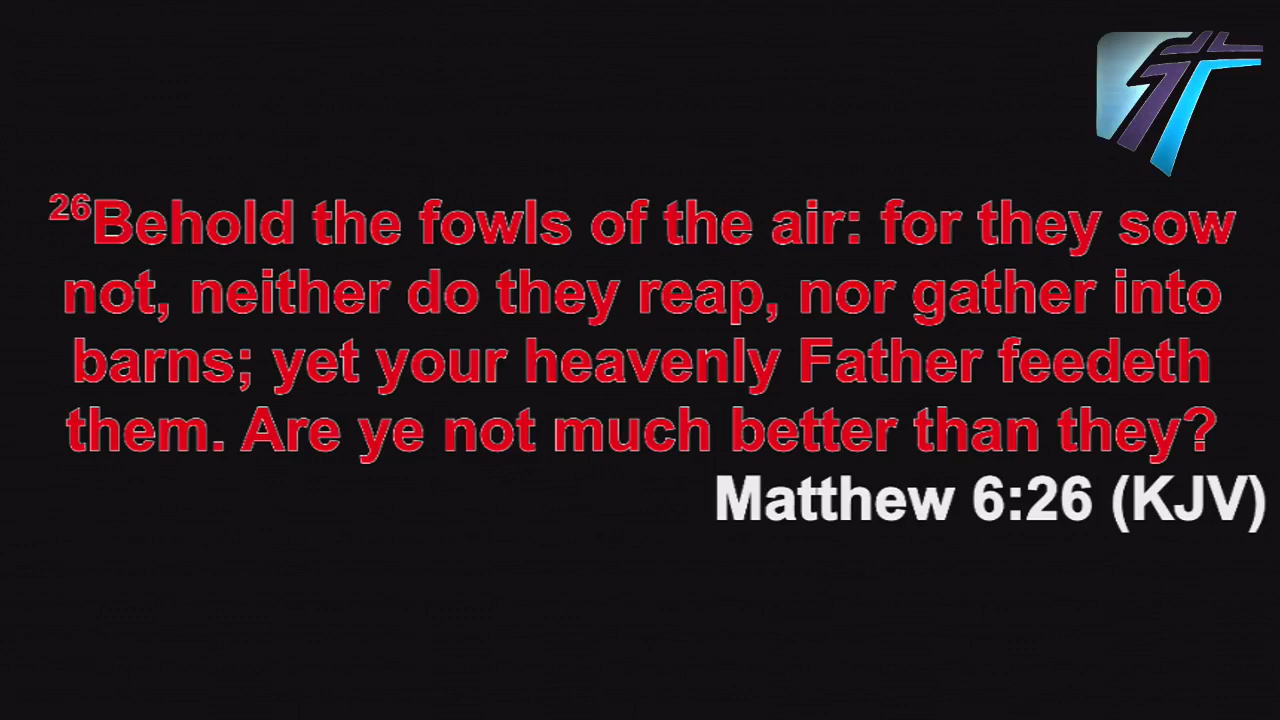 26Behold the fowls of the air: for they sow
not, neither do they reap, nor gather into
barns; yet your heavenly Father feedeth
them. Are ye not much better than they?
Matthew 6:26 (KJV)